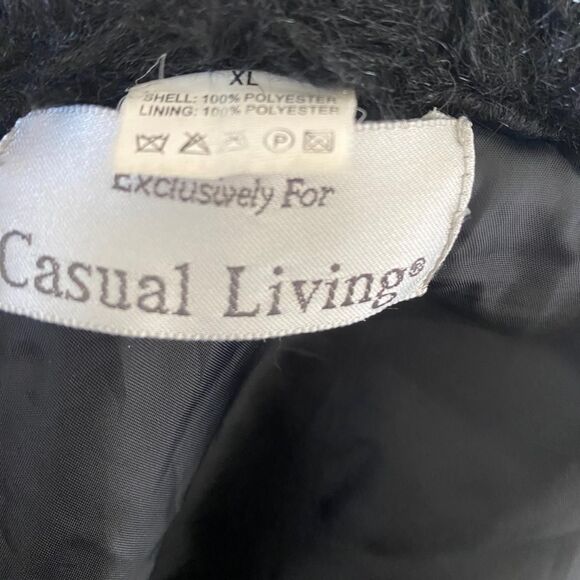 XL
SHELL: 100% POLYESTER
LINING: 100% POLYESTER
P
Exclusively For
Casual Living®